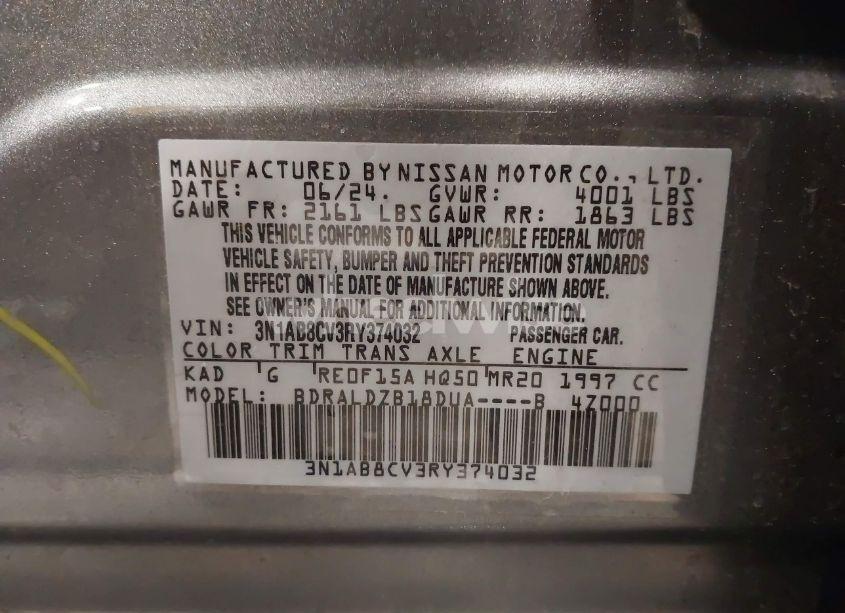 MANUFACTURED BY NISSAN MOTOR CO., LTD.
DATE: 06/24. GVWR: 4001 LBS
GAWR FR: 2161 LBS GAWR RR: 1863 LBS
THIS VEHICLE CONFORMS TO ALL APPLICABLE FEDERAL MOTOR
VEHICLE SAFETY, BUMPER AND THEFT PREVENTION STANDARDS
IN EFFECT ON THE DATE OF MANUFACTURE SHOWN ABOVE.
SEE OWNER'S MANUAL FOR ADDITIONAL INFORMATION.
VIN: 3N1AB8CV3RY374032 PASSENGER CAR.
COLOR TRIM TRANS AXLE ENGINE
KAD G RE0F15A HQ50 MR20 1997 CC
MODEL: BDRALDZB18DUA----B 4Z000
3N1AB8CV3RY374032